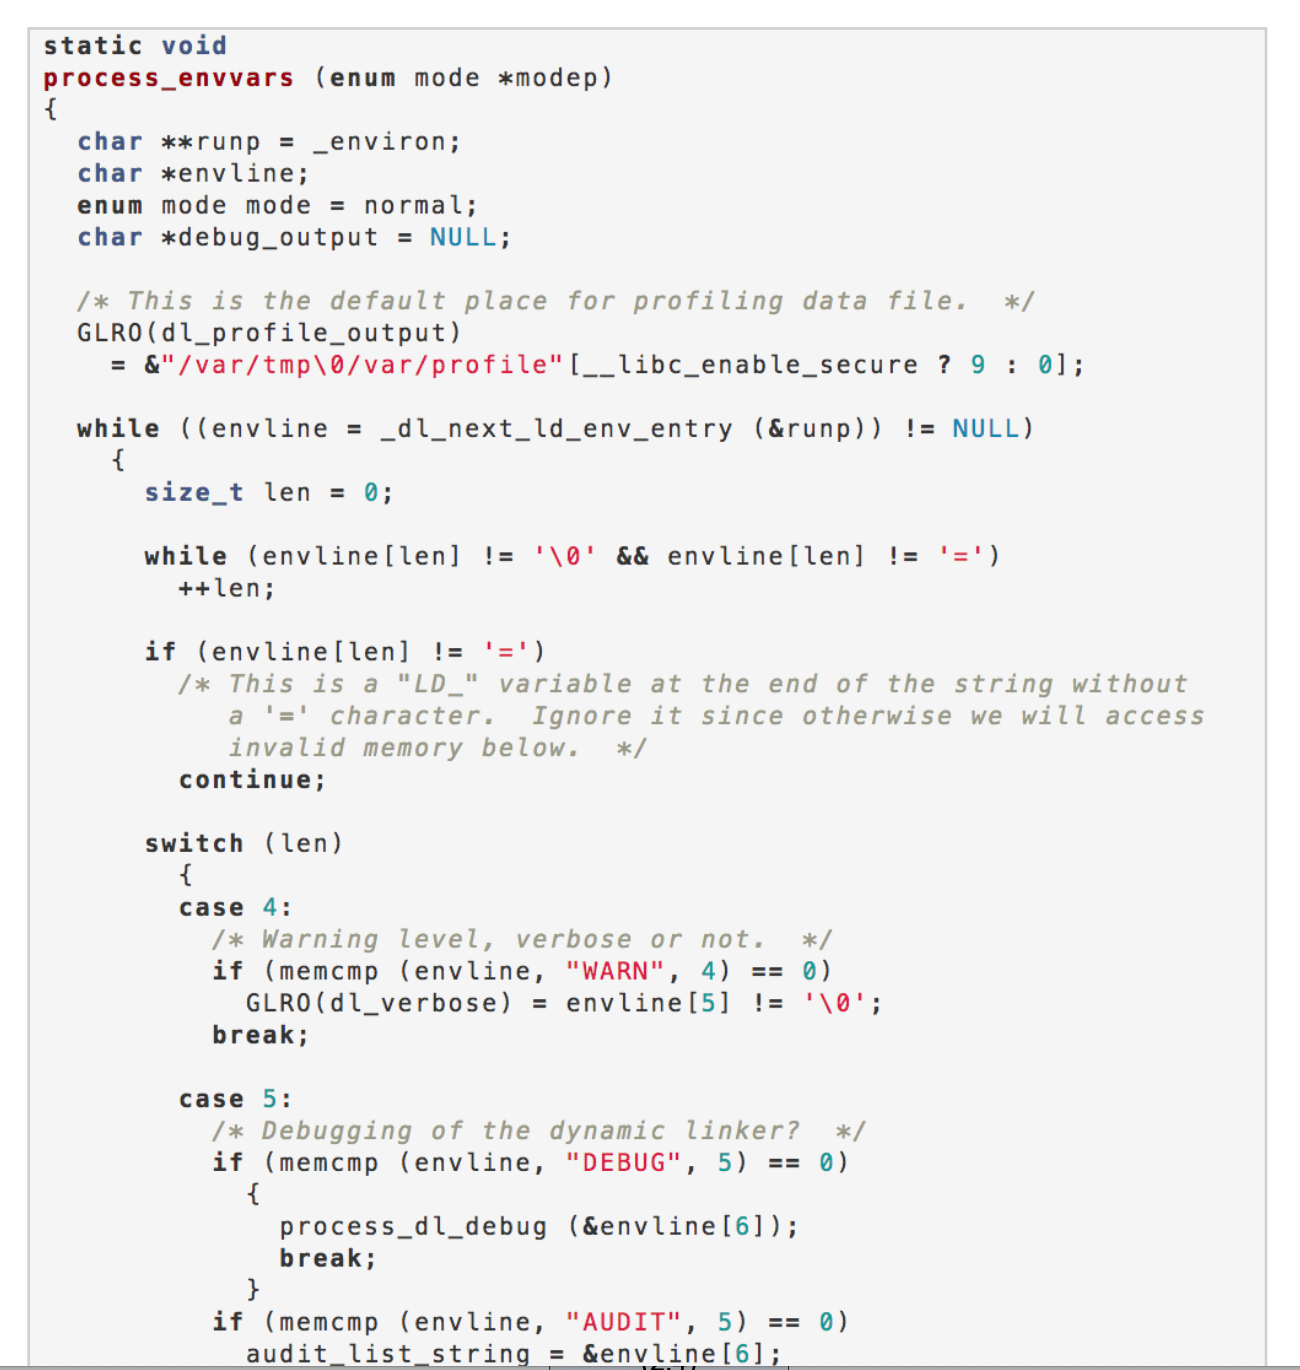 static void
process_envvars (enum mode *modep)
{
  char **runp = _environ;
  char *envline;
  enum mode mode = normal;
  char *debug_output = NULL;

  /* This is the default place for profiling data file.  */
  GLRO(dl_profile_output)
    = &"/var/tmp\0/var/profile"[__libc_enable_secure ? 9 : 0];

  while ((envline = _dl_next_ld_env_entry (&runp)) != NULL)
    {
      size_t len = 0;

      while (envline[len] != '\0' && envline[len] != '=')
        ++len;

      if (envline[len] != '=')
        /* This is a "LD_" variable at the end of the string without
           a '=' character.  Ignore it since otherwise we will access
           invalid memory below.  */
        continue;

      switch (len)
        {
        case 4:
          /* Warning level, verbose or not.  */
          if (memcmp (envline, "WARN", 4) == 0)
            GLRO(dl_verbose) = envline[5] != '\0';
          break;

        case 5:
          /* Debugging of the dynamic linker?  */
          if (memcmp (envline, "DEBUG", 5) == 0)
            {
              process_dl_debug (&envline[6]);
              break;
            }
          if (memcmp (envline, "AUDIT", 5) == 0)
            audit_list_string = &envline[6];